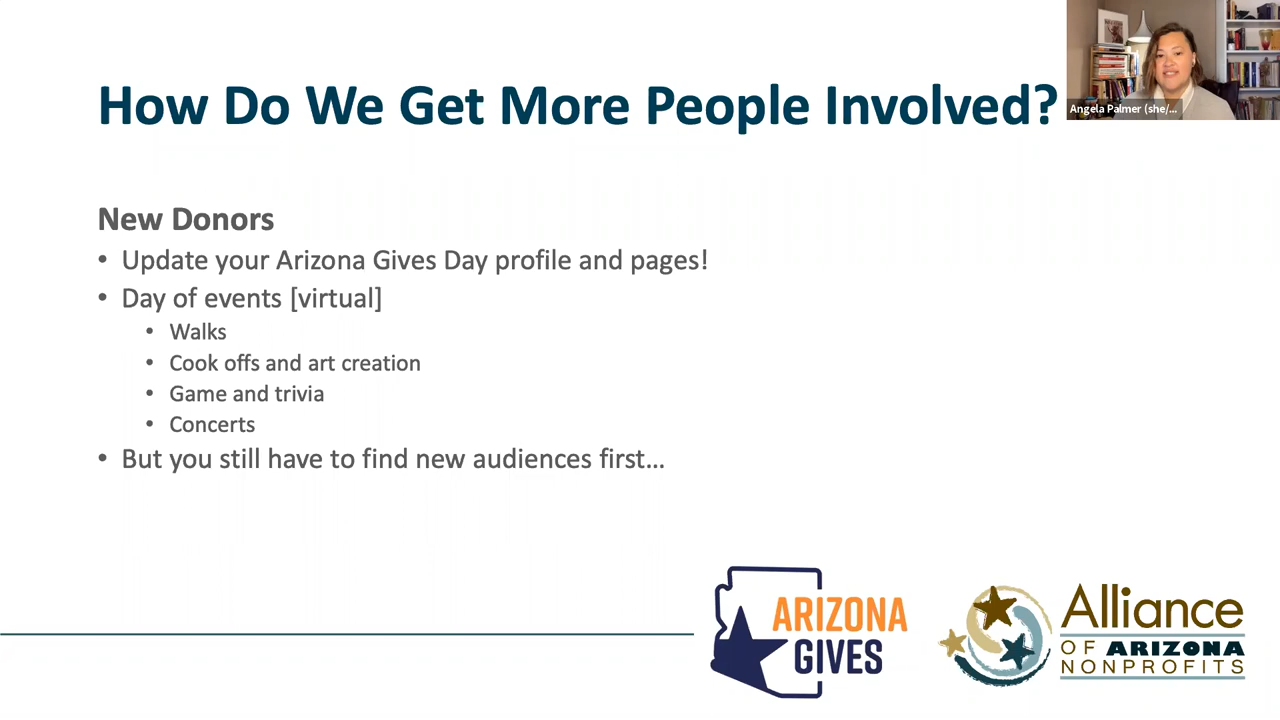 How Do We Get More People Involved?
Angela Palmer (she/...
New Donors
• Update your Arizona Gives Day profile and pages!
• Day of events [virtual]
• Walks
• Cook offs and art creation
• Game and trivia
• Concerts
• But you still have to find new audiences first...
ARIZONA
GIVES
Alliance
OF ARIZONA
NONPROFITS